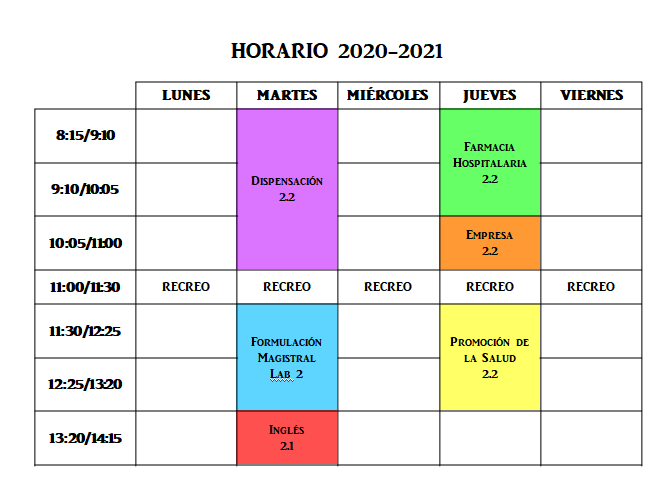 HORARIO 2020-2021
LUNES MARTES MIÉRCOLES JUEVES VIERNES
8:15/9:10
9:10/10:05
10:05/11:00
Dispensación
2.2
Farmacia
Hospitalaria
2.2
Empresa
2.2
11:00/11:30 RECREO RECREO RECREO RECREO RECREO
11:30/12:25
12:25/13:20
13:20/14:15
Formulación
Magistral
Lab 2
Promoción de
la Salud
2.2
Inglés
2.1